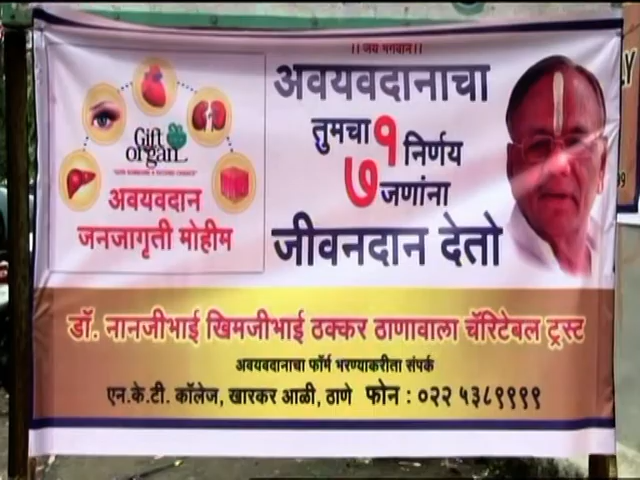 ।। जय भगवान ।।
अवयवदानाचा
तुमचा १ निर्णय
७ जणांना
जीवनदान देतो
Gift
organ
अवयवदान
जनजागृती मोहीम
डॉ. नानजीभाई खिमजीभाई ठक्कर ठाणावाला चॅरिटेबल ट्रस्ट
अवयवदानाचा फॉर्म भरण्याकरीता संपर्क
एन.के.टी. कॉलेज, खारकर आळी, ठाणे फोन : ०२२ ५३८९९९९